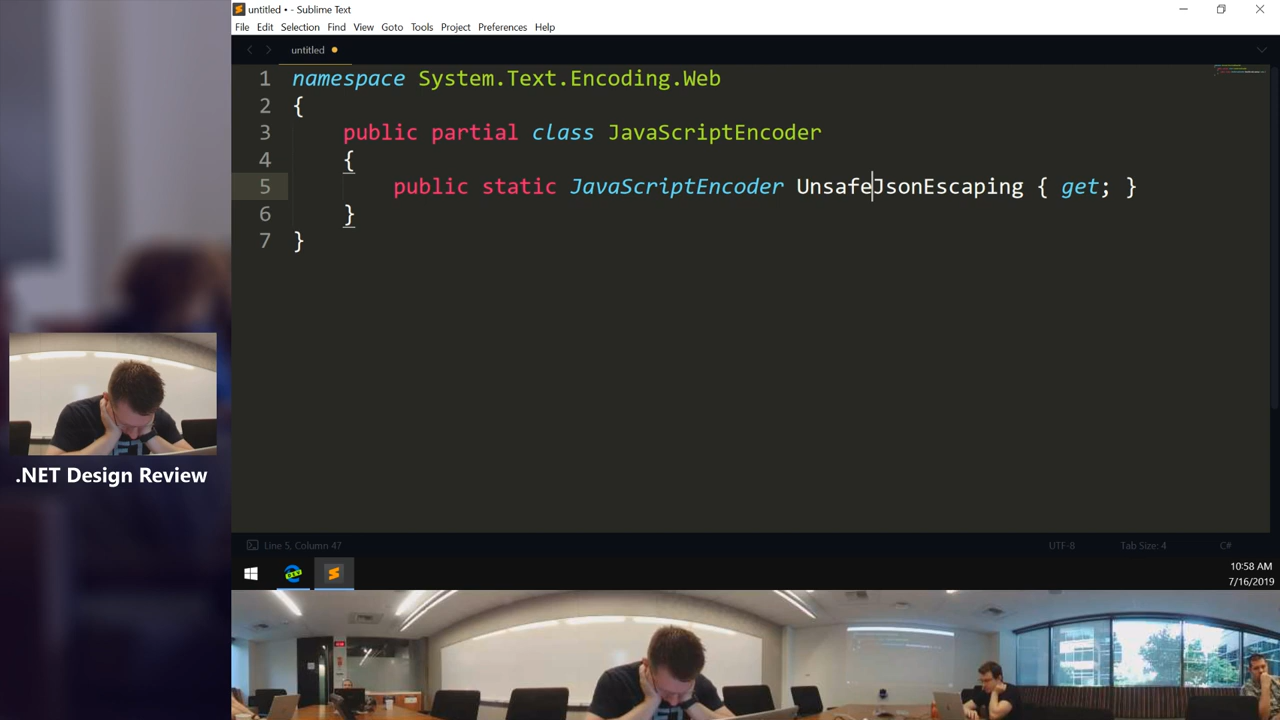 untitled • - Sublime Text
File Edit Selection Find View Goto Tools Project Preferences Help
untitled
1 namespace System.Text.Encoding.Web
2 {
3 public partial class JavaScriptEncoder
4 {
5 public static JavaScriptEncoder UnsafeJsonEscaping { get; }
6 }
7 }
.NET Design Review
Line 5, Column 47 UTF-8 Tab Size: 4 C#
DEV
10:58 AM
7/16/2019